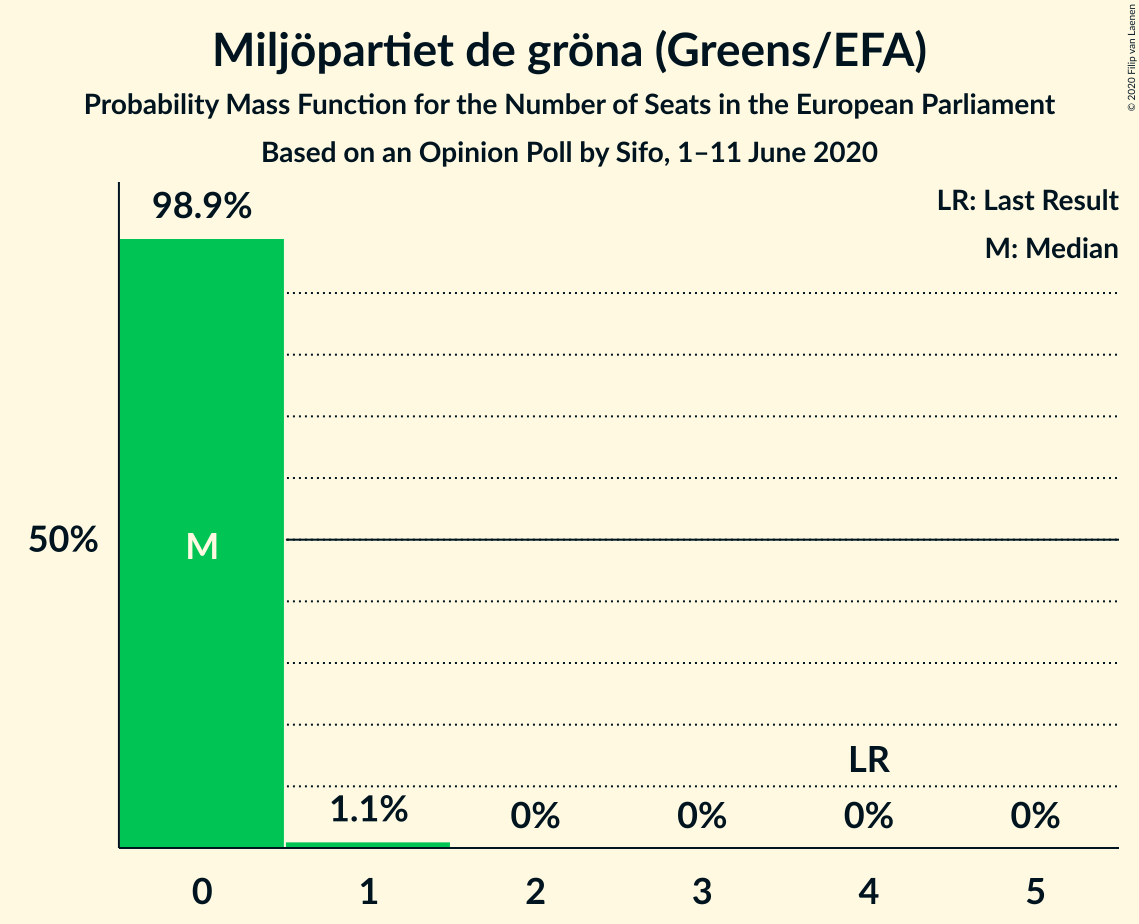 Miljöpartiet de gröna (Greens/EFA)
Probability Mass Function for the Number of Seats in the European Parliament
Based on an Opinion Poll by Sifo, 1–11 June 2020
© 2020 Filip van Laenen
LR: Last Result
M: Median
98.9%
50%
M
LR
1.1%
0%
0%
0%
0%
0
1
2
3
4
5